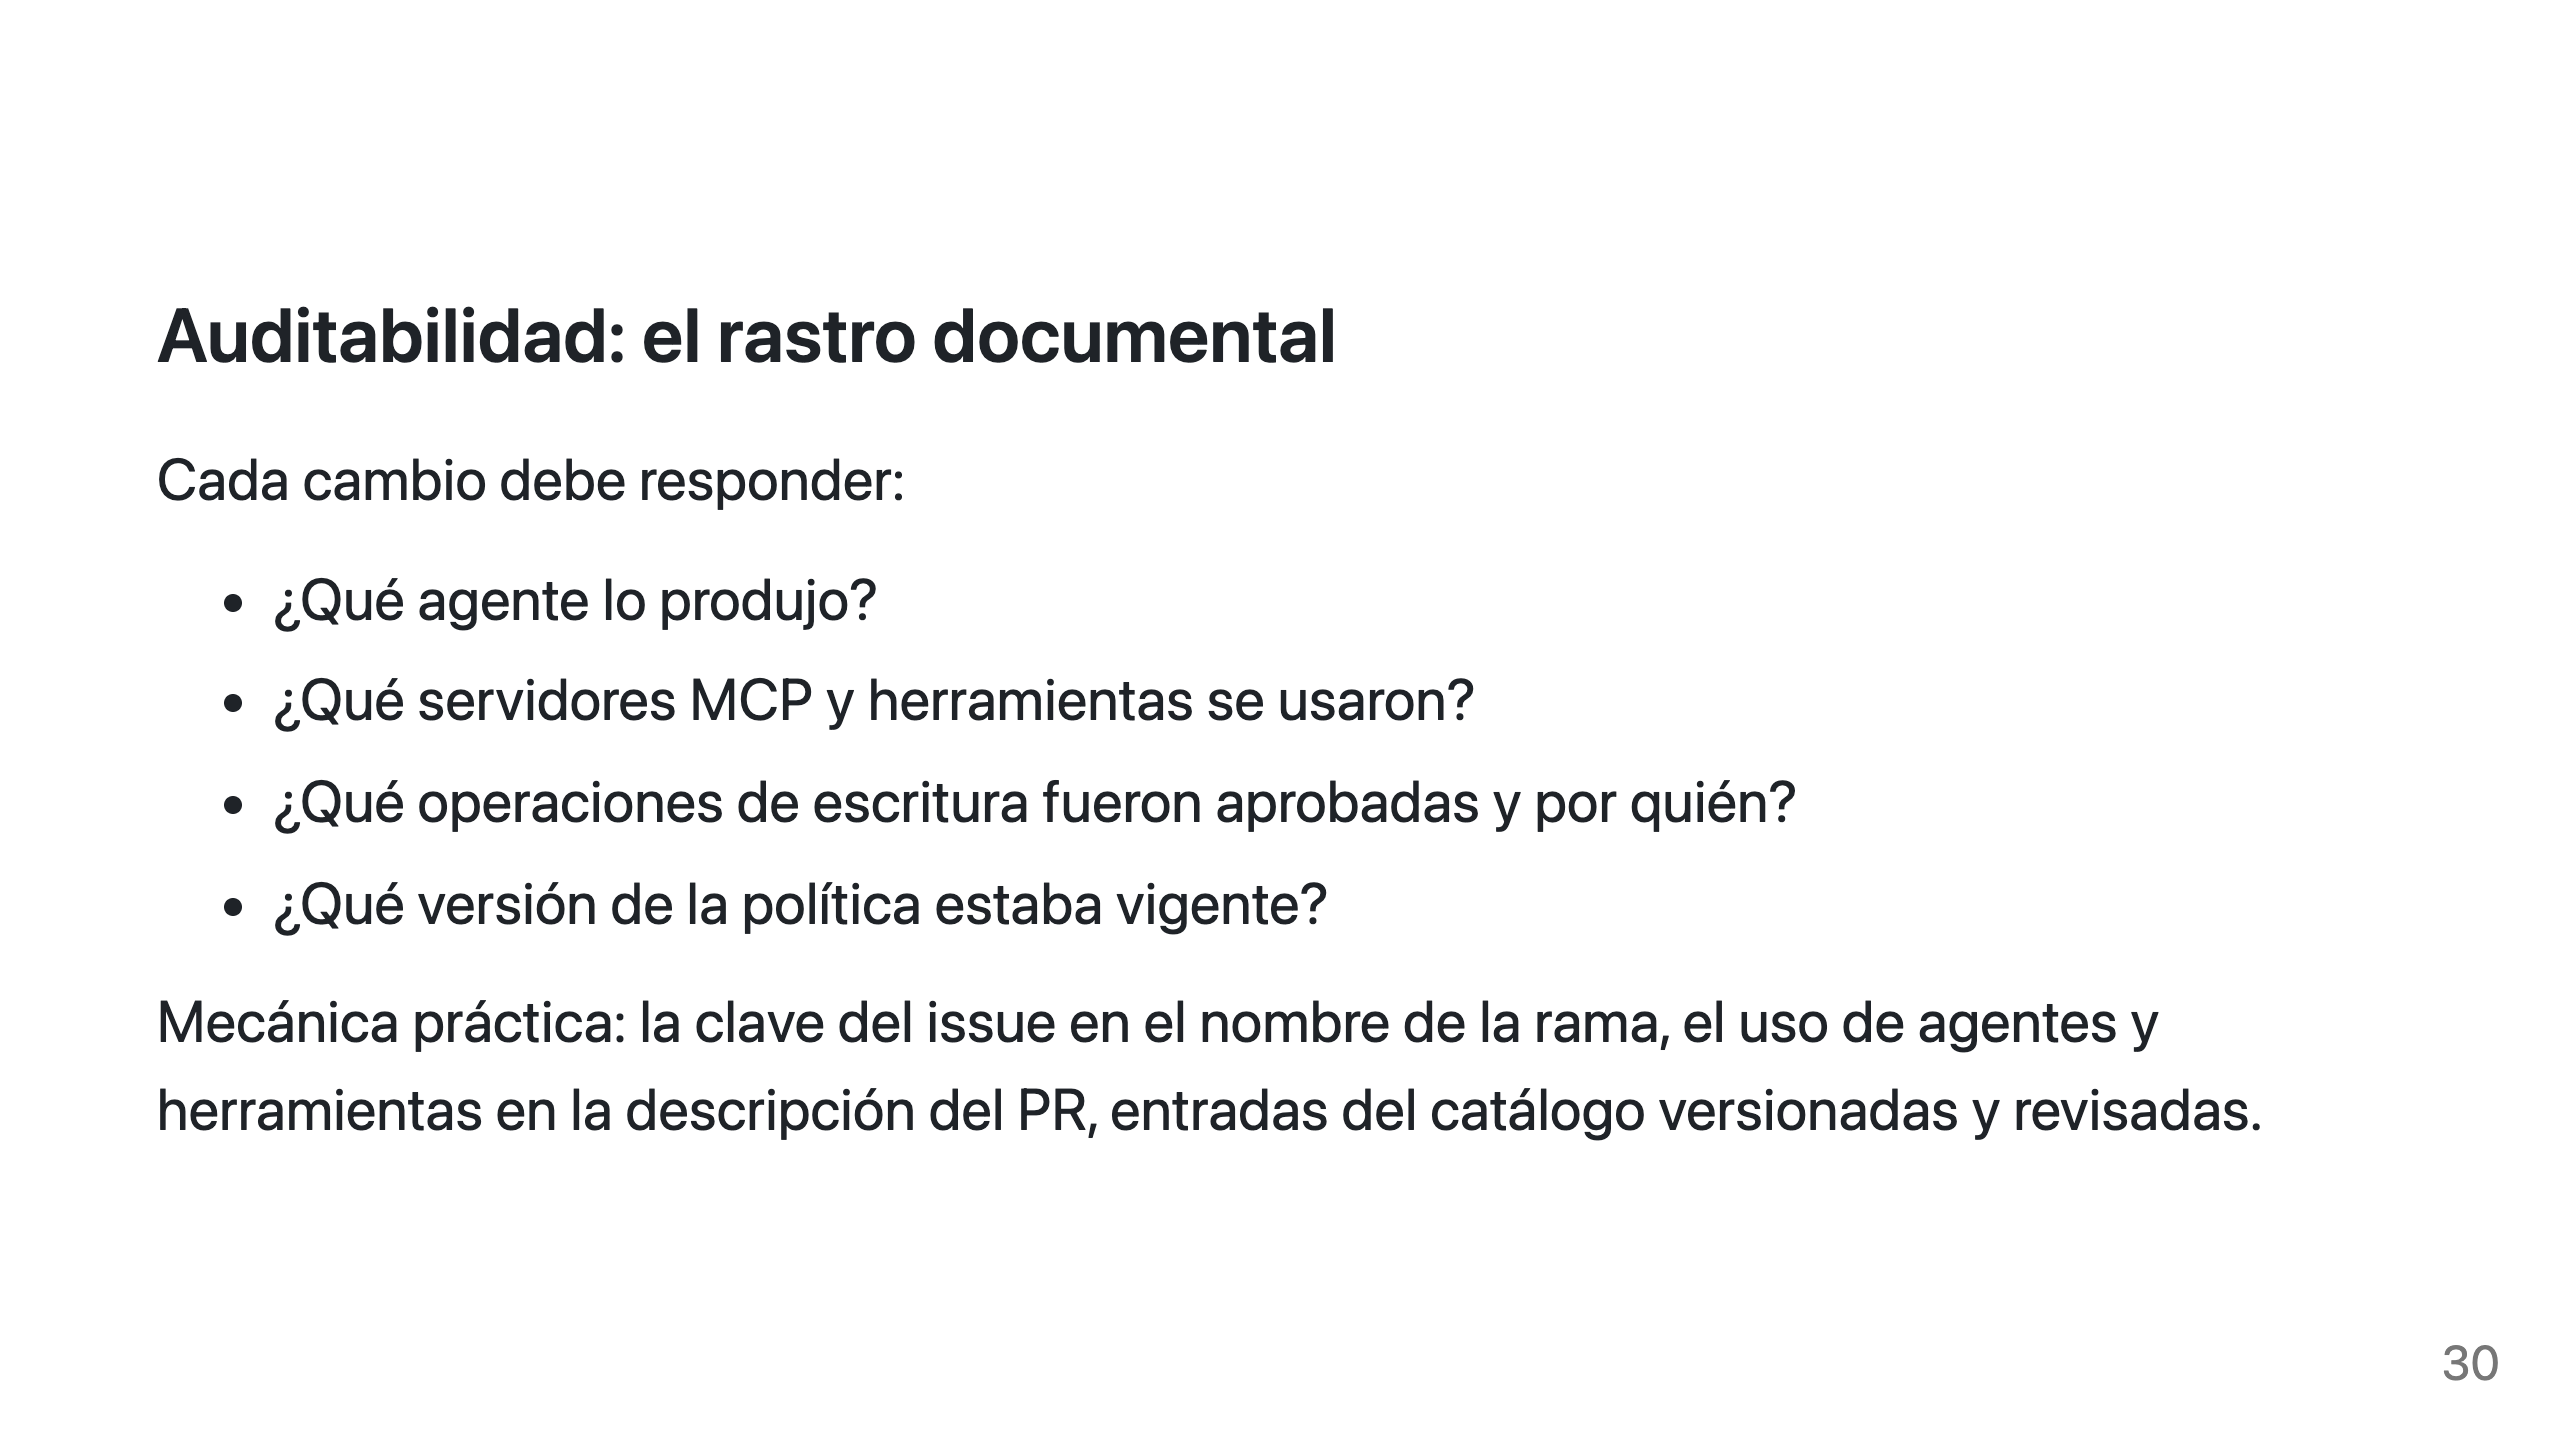 Auditabilidad: el rastro documental
Cada cambio debe responder:
• ¿Qué agente lo produjo?
• ¿Qué servidores MCP y herramientas se usaron?
• ¿Qué operaciones de escritura fueron aprobadas y por quién?
• ¿Qué versión de la política estaba vigente?
Mecánica práctica: la clave del issue en el nombre de la rama, el uso de agentes y
herramientas en la descripción del PR, entradas del catálogo versionadas y revisadas.
30